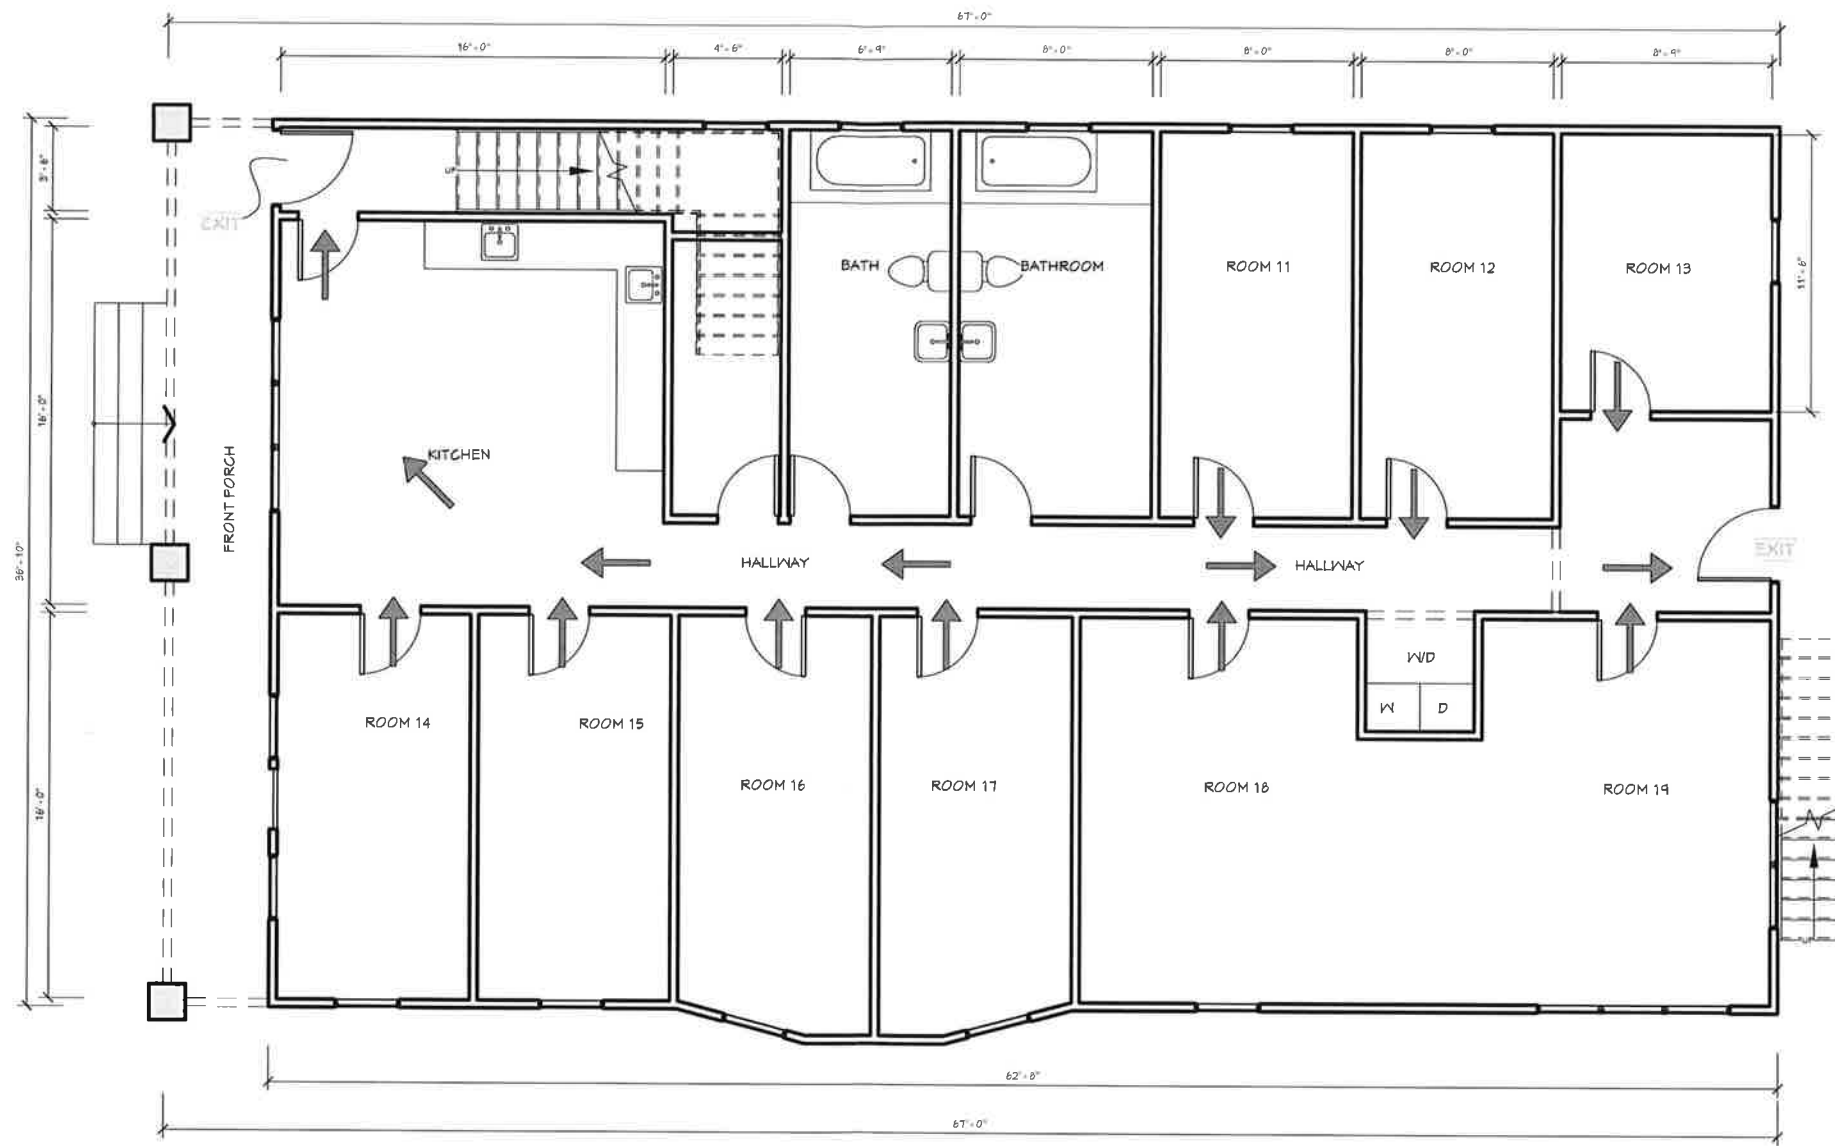 67'-0"
16'-0"
4'-6"
6'-9"
8'-0"
8'-0"
8'-0"
8'-9"
UP
EXIT
BATH
BATHROOM
ROOM 11
ROOM 12
ROOM 13
11'-6"
16'-0"
36'-10"
FRONT PORCH
KITCHEN
HALLWAY
HALLWAY
EXIT
W/D
W
D
ROOM 14
ROOM 15
ROOM 16
ROOM 17
ROOM 18
ROOM 19
16'-0"
UP
62'-8"
67'-0"